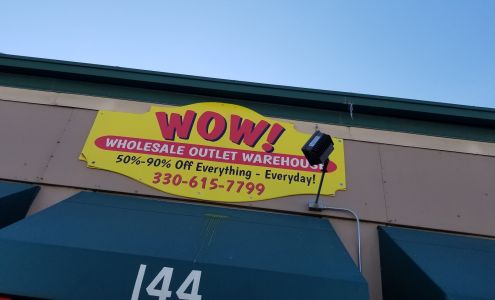 WOW!
WHOLESALE OUTLET WAREHOUSE
50%-90% Off Everything - Everyday!
330-615-7799
144